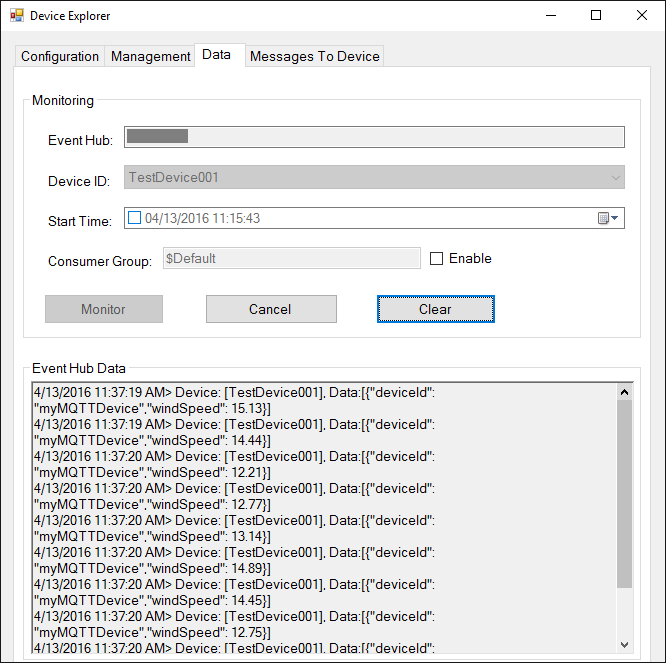 Device Explorer
Configuration Management Data Messages To Device
Monitoring
Event Hub:
Device ID: TestDevice001
Start Time: 04/13/2016 11:15:43
Consumer Group: $Default Enable
Monitor Cancel Clear
Event Hub Data
4/13/2016 11:37:19 AM> Device: [TestDevice001], Data:[{"deviceId":
"myMQTTDevice","windSpeed": 15.13}]
4/13/2016 11:37:19 AM> Device: [TestDevice001], Data:[{"deviceId":
"myMQTTDevice","windSpeed": 14.44}]
4/13/2016 11:37:20 AM> Device: [TestDevice001], Data:[{"deviceId":
"myMQTTDevice","windSpeed": 12.21}]
4/13/2016 11:37:20 AM> Device: [TestDevice001], Data:[{"deviceId":
"myMQTTDevice","windSpeed": 12.77}]
4/13/2016 11:37:20 AM> Device: [TestDevice001], Data:[{"deviceId":
"myMQTTDevice","windSpeed": 13.14}]
4/13/2016 11:37:20 AM> Device: [TestDevice001], Data:[{"deviceId":
"myMQTTDevice","windSpeed": 14.89}]
4/13/2016 11:37:20 AM> Device: [TestDevice001], Data:[{"deviceId":
"myMQTTDevice","windSpeed": 14.45}]
4/13/2016 11:37:20 AM> Device: [TestDevice001], Data:[{"deviceId":
"myMQTTDevice","windSpeed": 12.75}]
4/13/2016 11:37:20 AM> Device: [TestDevice001], Data:[{"deviceId":